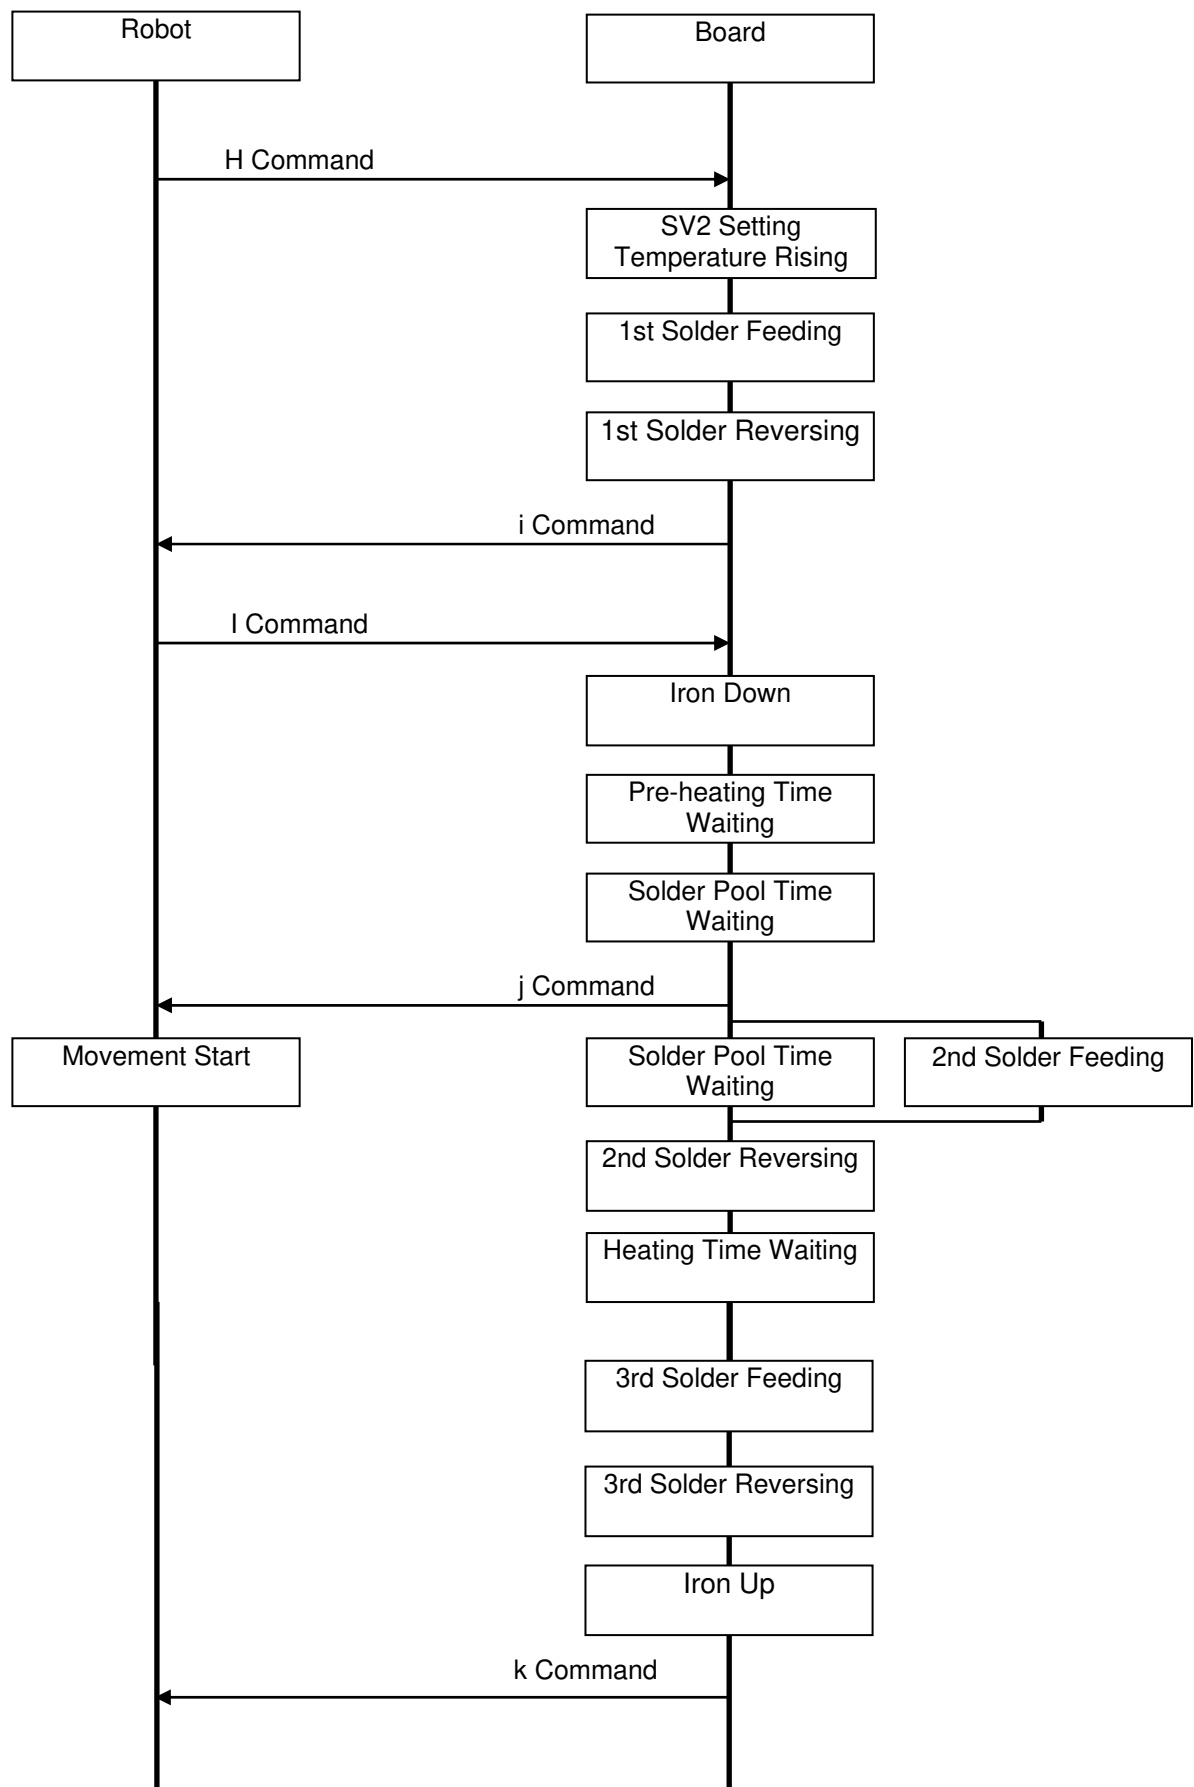 Robot
Board
H Command
SV2 Setting
Temperature Rising
1st Solder Feeding
1st Solder Reversing
i Command
I Command
Iron Down
Pre-heating Time
Waiting
Solder Pool Time
Waiting
j Command
Movement Start
Solder Pool Time
Waiting
2nd Solder Feeding
2nd Solder Reversing
Heating Time Waiting
3rd Solder Feeding
3rd Solder Reversing
Iron Up
k Command